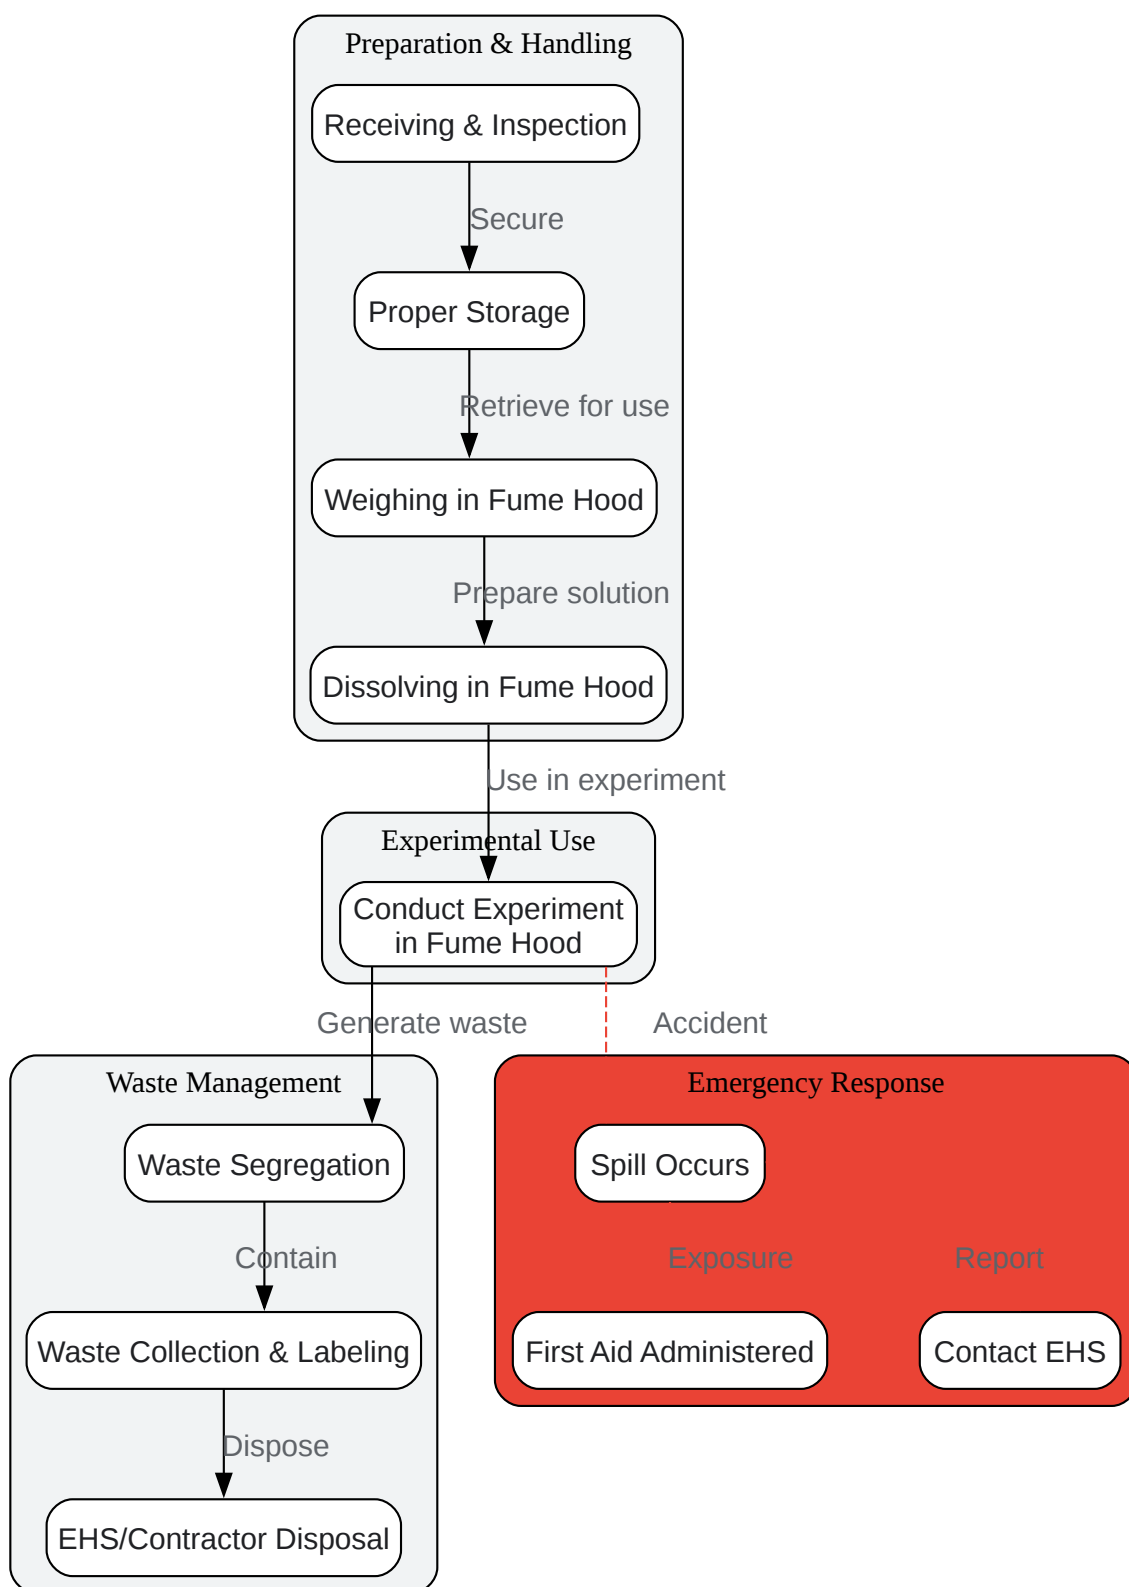 Preparation & Handling
Receiving & Inspection
Secure
Proper Storage
Retrieve for use
Weighing in Fume Hood
Prepare solution
Dissolving in Fume Hood
Use in experiment
Experimental Use
Conduct Experiment
in Fume Hood
Generate waste
Accident
Waste Management
Emergency Response
Waste Segregation
Spill Occurs
Contain
Exposure
Report
Waste Collection & Labeling
First Aid Administered
Contact EHS
Dispose
EHS/Contractor Disposal